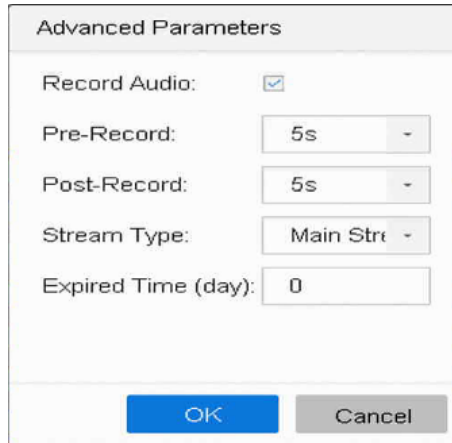 Advanced Parameters
Record Audio:
Pre-Record: 5s
Post-Record: 5s
Stream Type: Main Stre
Expired Time (day): 0
OK Cancel